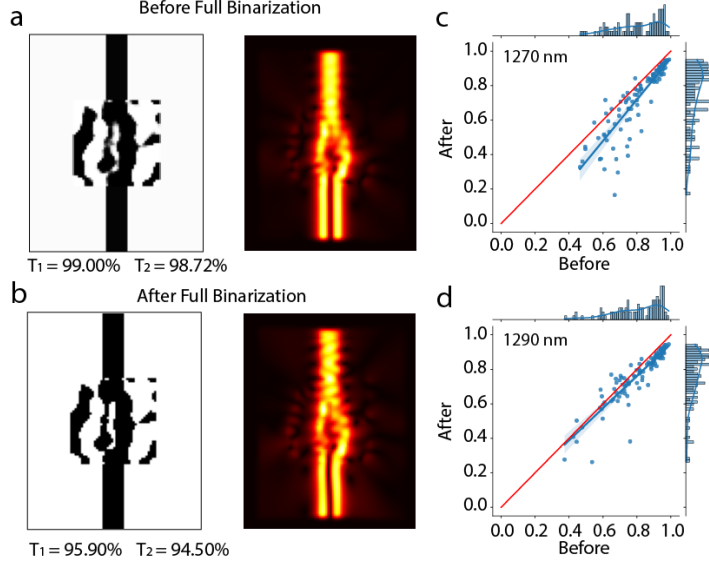 a
Before Full Binarization
T1 = 99.00% T2 = 98.72%
b
After Full Binarization
T1 = 95.90% T2 = 94.50%
c
1270 nm
After
1.0
0.8
0.6
0.4
0.2
0.0
0.0 0.2 0.4 0.6 0.8 1.0
Before
d
1290 nm
After
1.0
0.8
0.6
0.4
0.2
0.0
0.0 0.2 0.4 0.6 0.8 1.0
Before